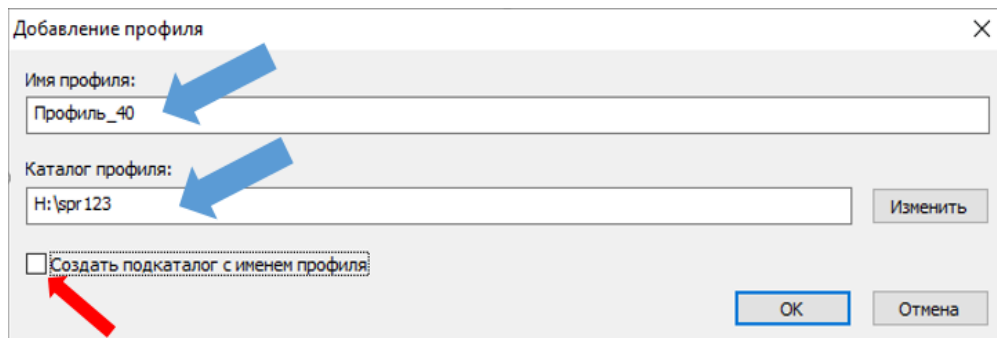 Добавление профиля
Имя профиля:
Профиль_40
Каталог профиля:
H:\spr123
Изменить
Создать подкаталог с именем профиля
OK
Отмена